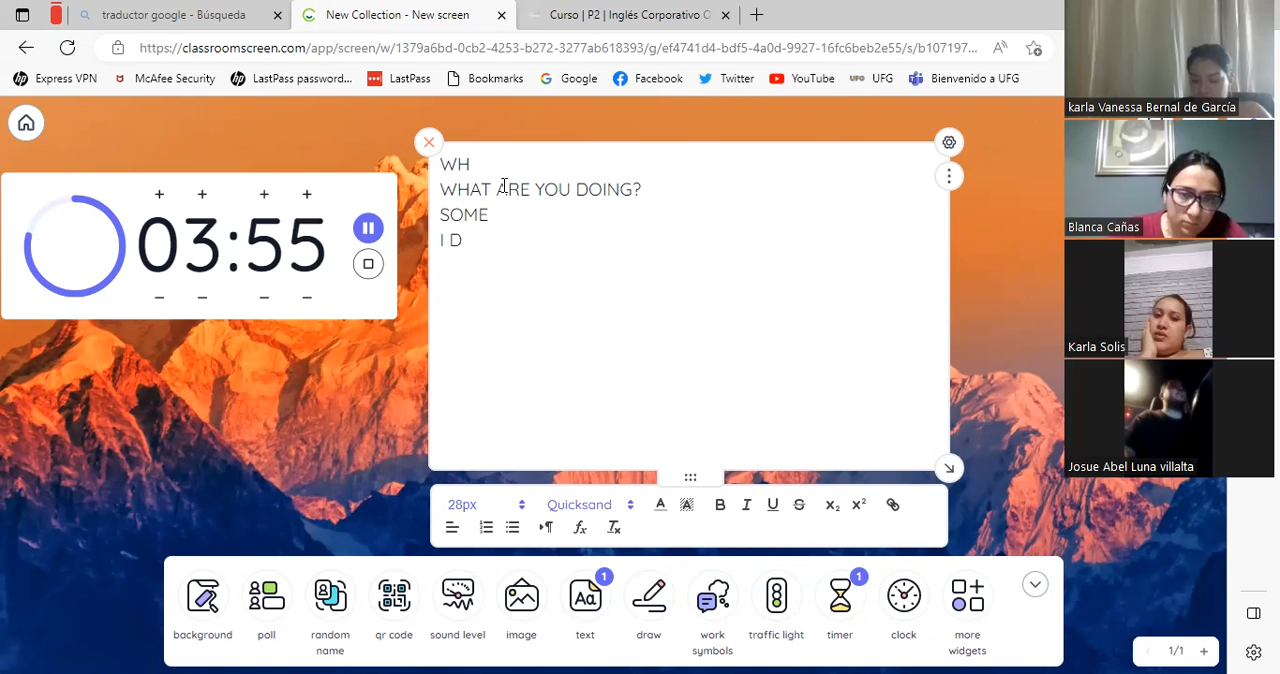 traductor google - Búsqueda
New Collection - New screen
Curso | P2 | Inglés Corporativo
https://classroomscreen.com/app/screen/w/1379a6bd-0cb2-4253-b272-3277ab618393/g/ef4741d4-bdf5-4a0d-9927-16fc6beb2e55/s/b107197...
Express VPN
McAfee Security
LastPass password...
LastPass
Bookmarks
Google
Facebook
Twitter
YouTube
UFG
UFG
Bienvenido a UFG
WH
WHAT ARE YOU DOING?
SOME
I D
03:55
28px
Quicksand
background
poll
random name
qr code
sound level
image
text
1
draw
work symbols
traffic light
timer
1
clock
more widgets
1/1
karla Vanessa Bernal de García
Blanca Cañas
Karla Solis
Josue Abel Luna villalta